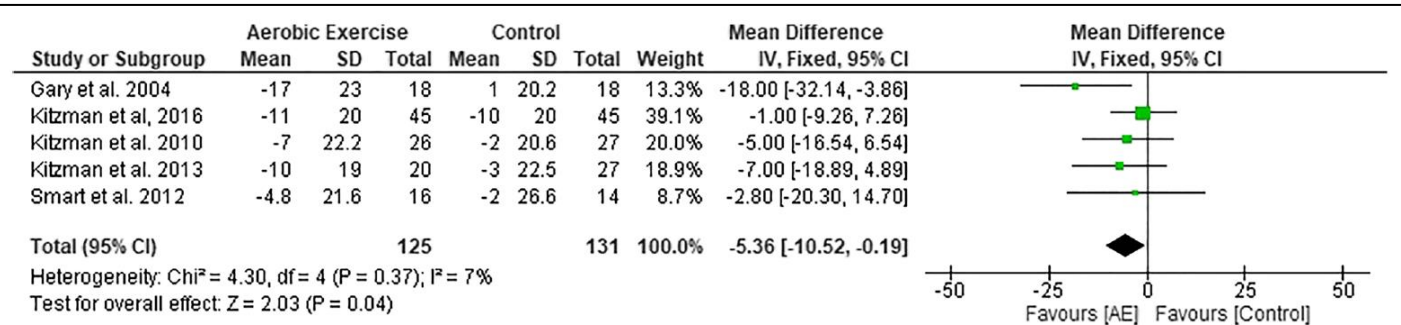 Aerobic Exercise Control Mean Difference Mean Difference
Study or Subgroup Mean SD Total Mean SD Total Weight IV, Fixed, 95% CI IV, Fixed, 95% CI
Gary et al. 2004 -17 23 18 1 20.2 18 13.3% -18.00 [-32.14, -3.86]
Kitzman et al, 2016 -11 20 45 -10 20 45 39.1% -1.00 [-9.26, 7.26]
Kitzman et al. 2010 -7 22.2 26 -2 20.6 27 20.0% -5.00 [-16.54, 6.54]
Kitzman et al. 2013 -10 19 20 -3 22.5 27 18.9% -7.00 [-18.89, 4.89]
Smart et al. 2012 -4.8 21.6 16 -2 26.6 14 8.7% -2.80 [-20.30, 14.70]
Total (95% CI) 125 131 100.0% -5.36 [-10.52, -0.19]
Heterogeneity: Chi² = 4.30, df = 4 (P = 0.37); I² = 7%
Test for overall effect: Z = 2.03 (P = 0.04)
-50 -25 0 25 50
Favours [AE] Favours [Control]